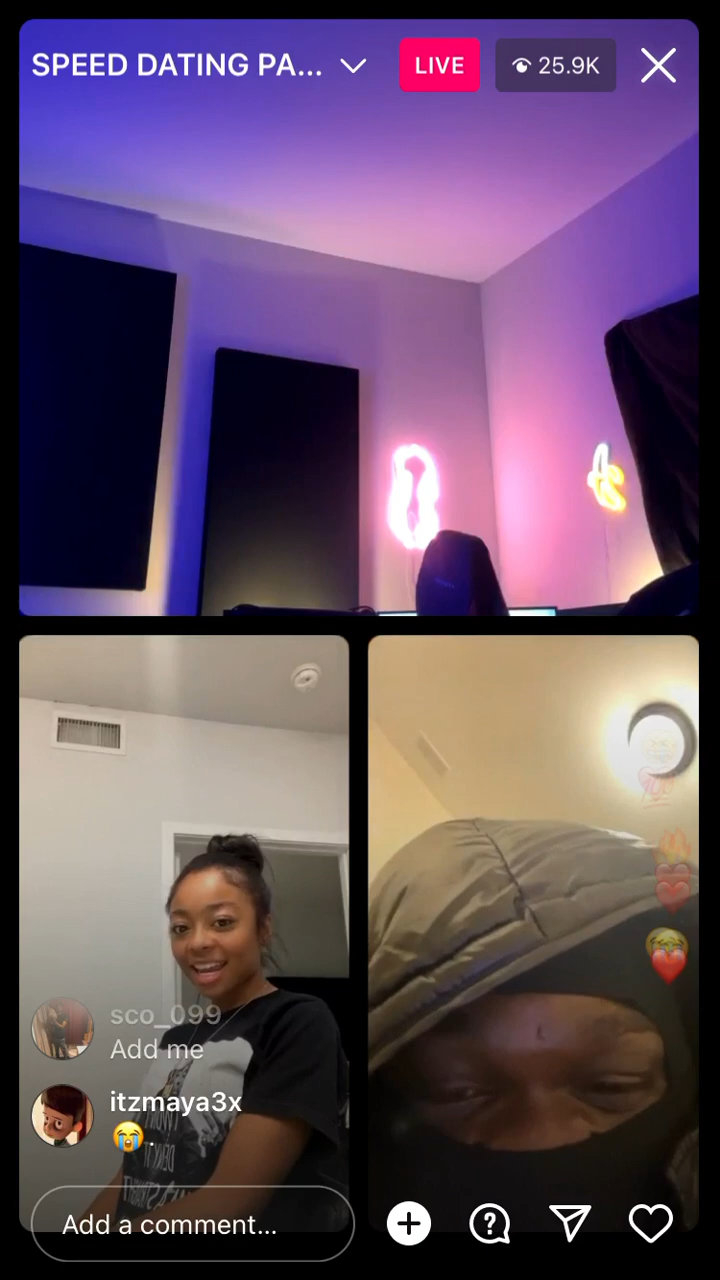 SPEED DATING PA...
LIVE
25.9K
sco_099
Add me
itzmaya3x
Add a comment...